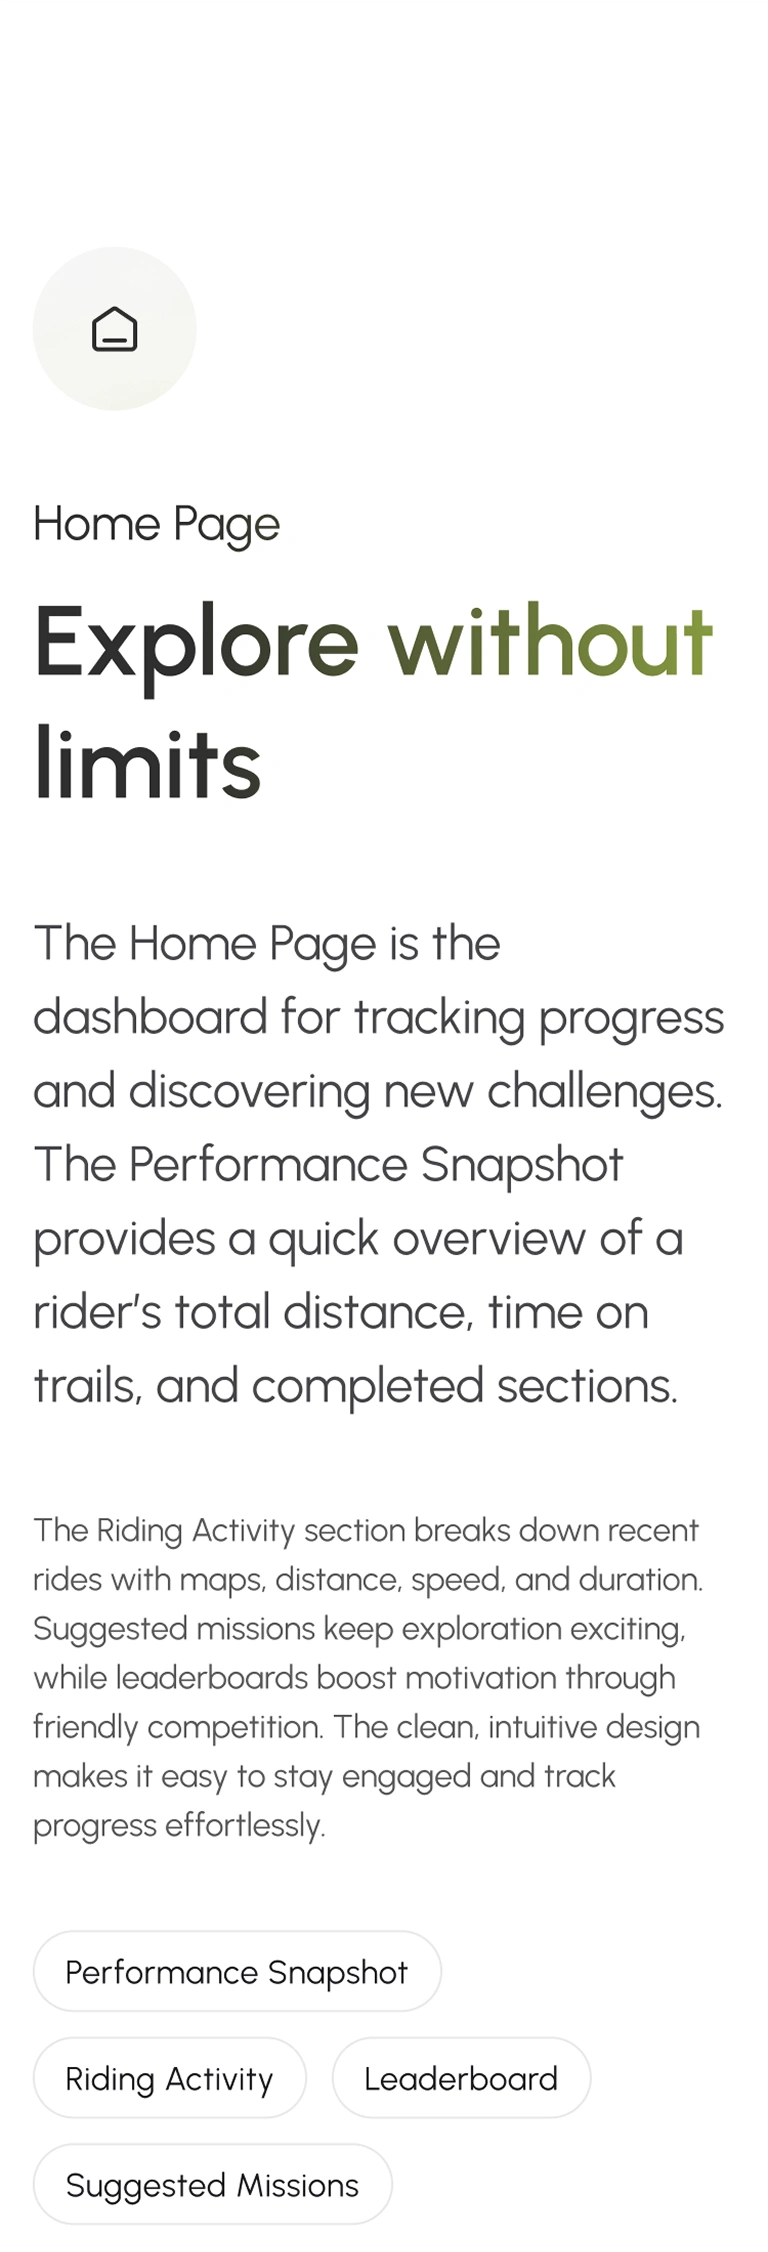 Home Page
Explore without
limits
The Home Page is the
dashboard for tracking progress
and discovering new challenges.
The Performance Snapshot
provides a quick overview of a
rider’s total distance, time on
trails, and completed sections.
The Riding Activity section breaks down recent
rides with maps, distance, speed, and duration.
Suggested missions keep exploration exciting,
while leaderboards boost motivation through
friendly competition. The clean, intuitive design
makes it easy to stay engaged and track
progress effortlessly.
Performance Snapshot
Riding Activity Leaderboard
Suggested Missions